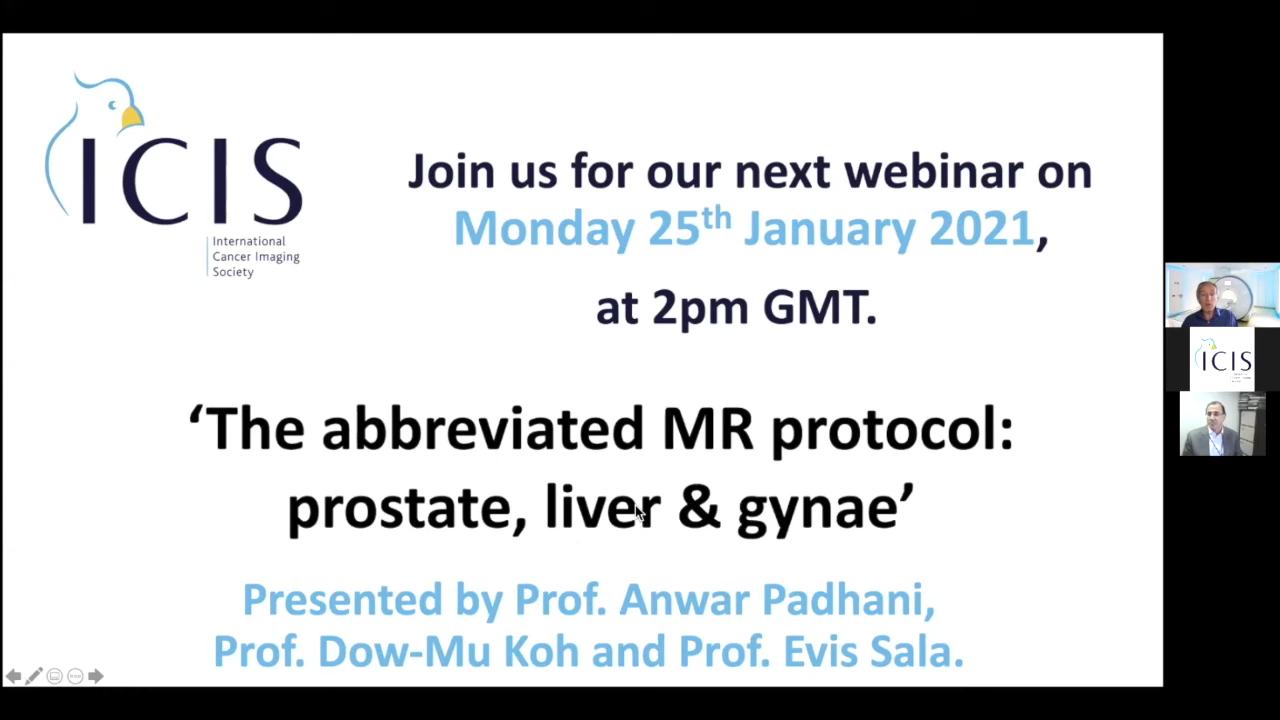 ICIS
International
Cancer Imaging
Society
Join us for our next webinar on
Monday 25th January 2021,
at 2pm GMT.
‘The abbreviated MR protocol:
prostate, liver & gynae’
Presented by Prof. Anwar Padhani,
Prof. Dow-Mu Koh and Prof. Evis Sala.
ICIS